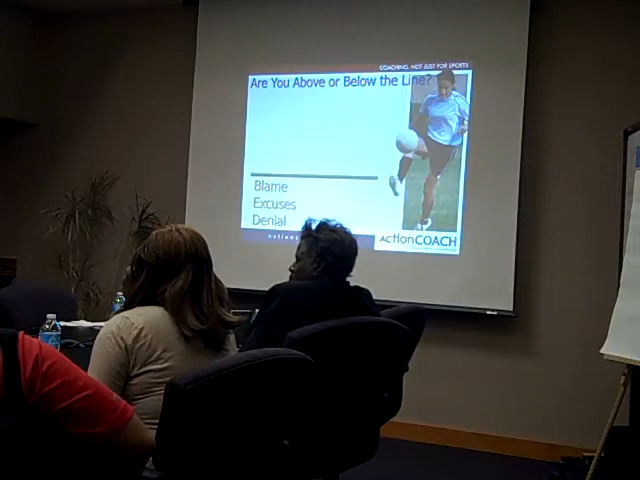 COACHING. NOT JUST FOR SPORTS
Are You Above or Below the Line?
Blame
Excuses
Denial
ACtionCOACH